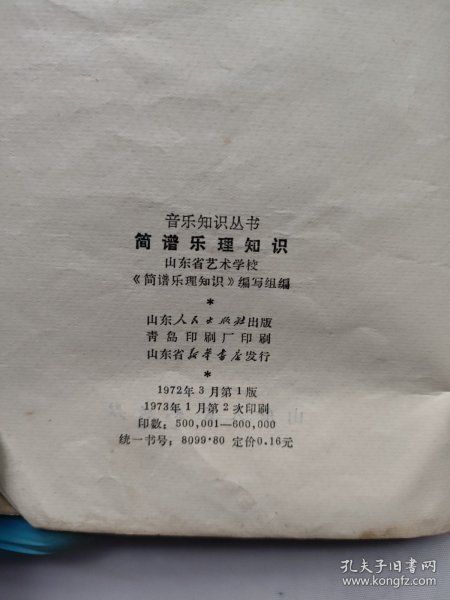 音乐知识丛书
简谱乐理知识
山东省艺术学校
《简谱乐理知识》编写组编
*
山东人民出版社出版
青岛印刷厂印刷
山东省新华书店发行
*
1972年3月第1版
1973年1月第2次印刷
印数：500,001—600,000
统一书号：8099·80 定价0.16元
孔夫子旧书网
www.kongfz.com